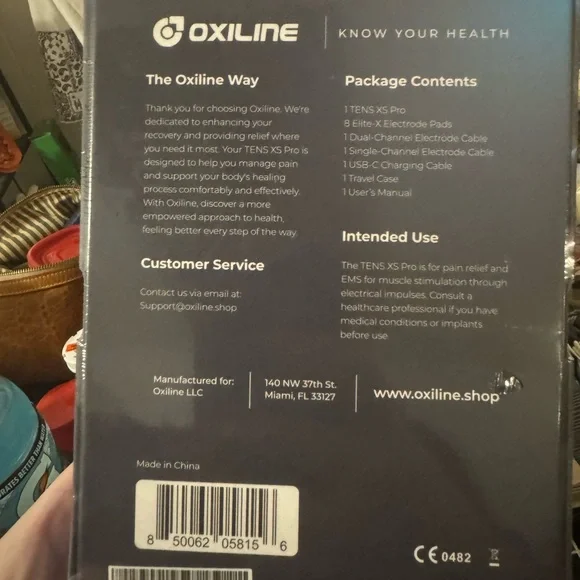 OXILINE
KNOW YOUR HEALTH
The Oxiline Way
Thank you for choosing Oxiline. We're
dedicated to enhancing your
recovery and providing relief where
you need it most. Your TENS XS Pro is
designed to help you manage pain
and support your body's healing
process comfortably and effectively.
With Oxiline, discover a more
empowered approach to health,
feeling better every step of the way.
Customer Service
Contact us via email at:
Support@oxiline.shop
Package Contents
1 TENS XS Pro
8 Elite-X Electrode Pads
1 Dual-Channel Electrode Cable
1 Single-Channel Electrode Cable
1 USB-C Charging Cable
1 Travel Case
1 User's Manual
Intended Use
The TENS XS Pro is for pain relief and
EMS for muscle stimulation through
electrical impulses. Consult a
healthcare professional if you have
medical conditions or implants
before use.
Manufactured for:
Oxiline LLC
140 NW 37th St.
Miami, FL 33127
www.oxiline.shop
Made in China
8 50062 05815 6
CE 0482
RATES BETTER THAN